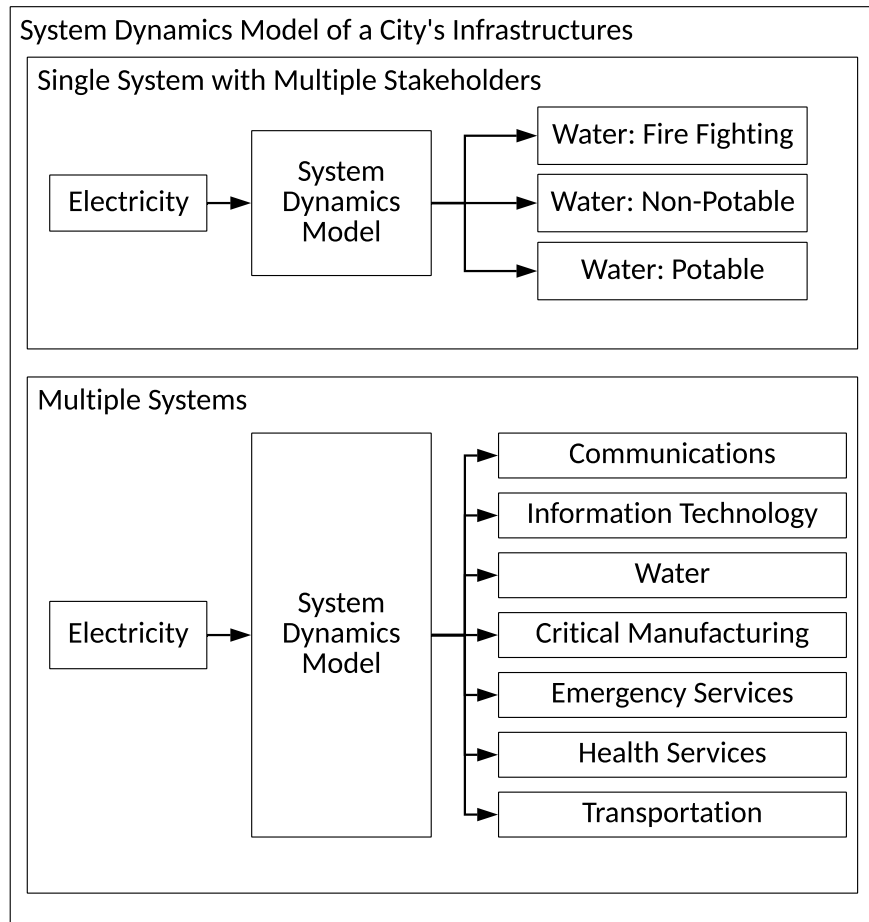 System Dynamics Model of a City's Infrastructures
Single System with Multiple Stakeholders
Electricity
System
Dynamics
Model
Water: Fire Fighting
Water: Non-Potable
Water: Potable
Multiple Systems
Electricity
System
Dynamics
Model
Communications
Information Technology
Water
Critical Manufacturing
Emergency Services
Health Services
Transportation